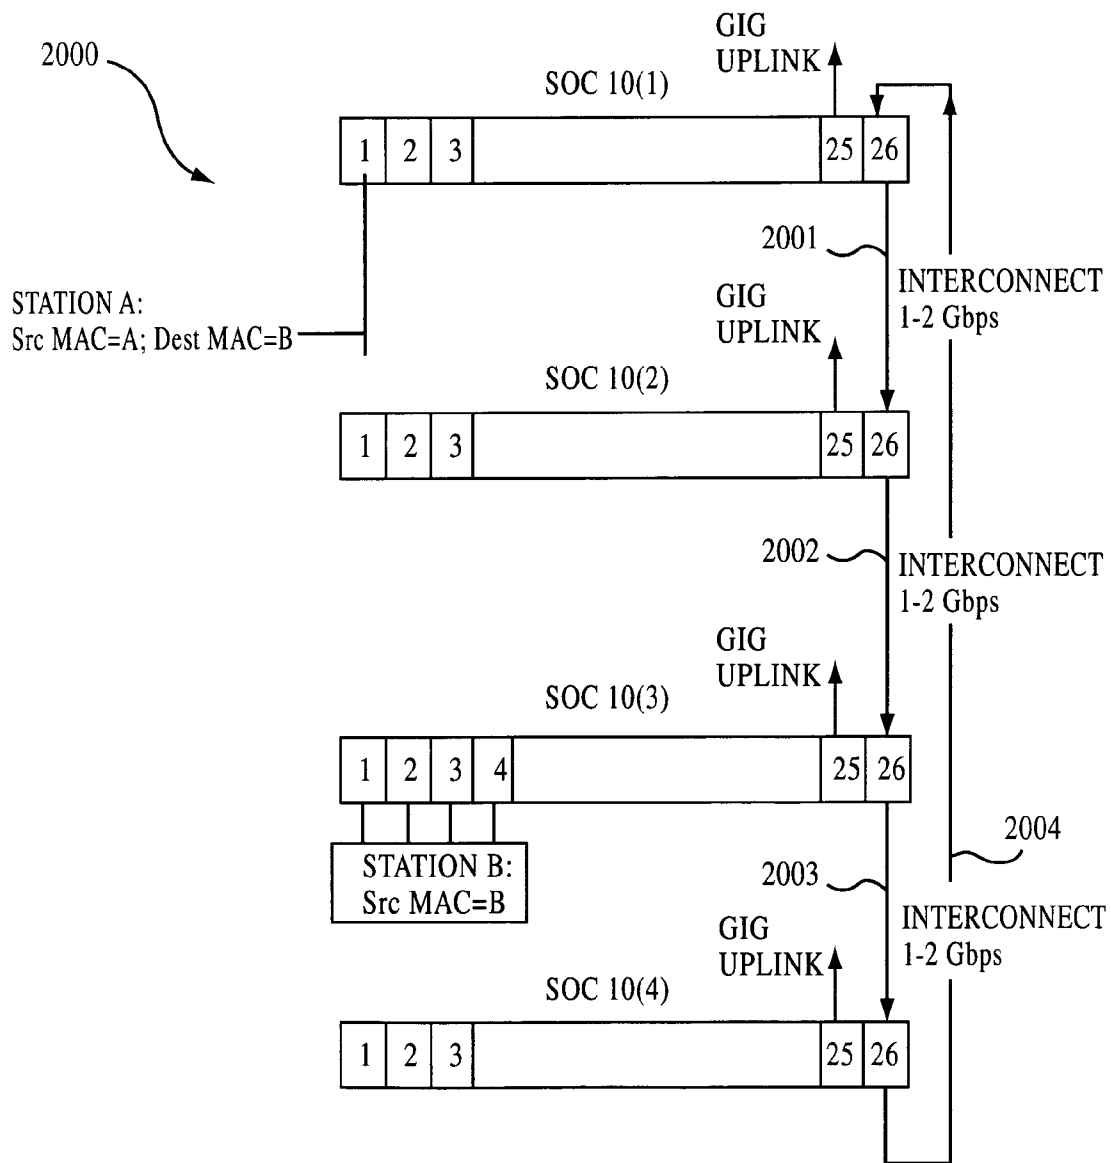 GIG
UPLINK
2000
SOC 10(1)
1 2 3 25 26
2001
INTERCONNECT
1-2 Gbps
STATION A:
Src MAC=A; Dest MAC=B
GIG
UPLINK
SOC 10(2)
1 2 3 25 26
2002
INTERCONNECT
1-2 Gbps
GIG
UPLINK
SOC 10(3)
1 2 3 4 25 26
2004
STATION B:
Src MAC=B
2003
INTERCONNECT
1-2 Gbps
GIG
UPLINK
SOC 10(4)
1 2 3 25 26